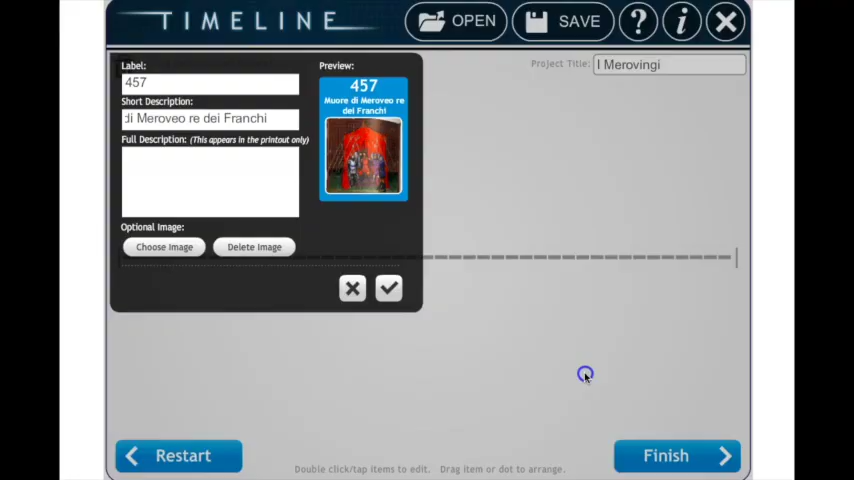 TIMELINE
OPEN
SAVE
?
i
Project Title: I Merovingi
Label:
457
Short Description:
di Meroveo re dei Franchi
Full Description: (This appears in the printout only)
Optional Image:
Choose Image
Delete Image
Preview:
457
Muore di Meroveo re
dei Franchi
Restart
Double click/tap items to edit. Drag item or dot to arrange.
Finish